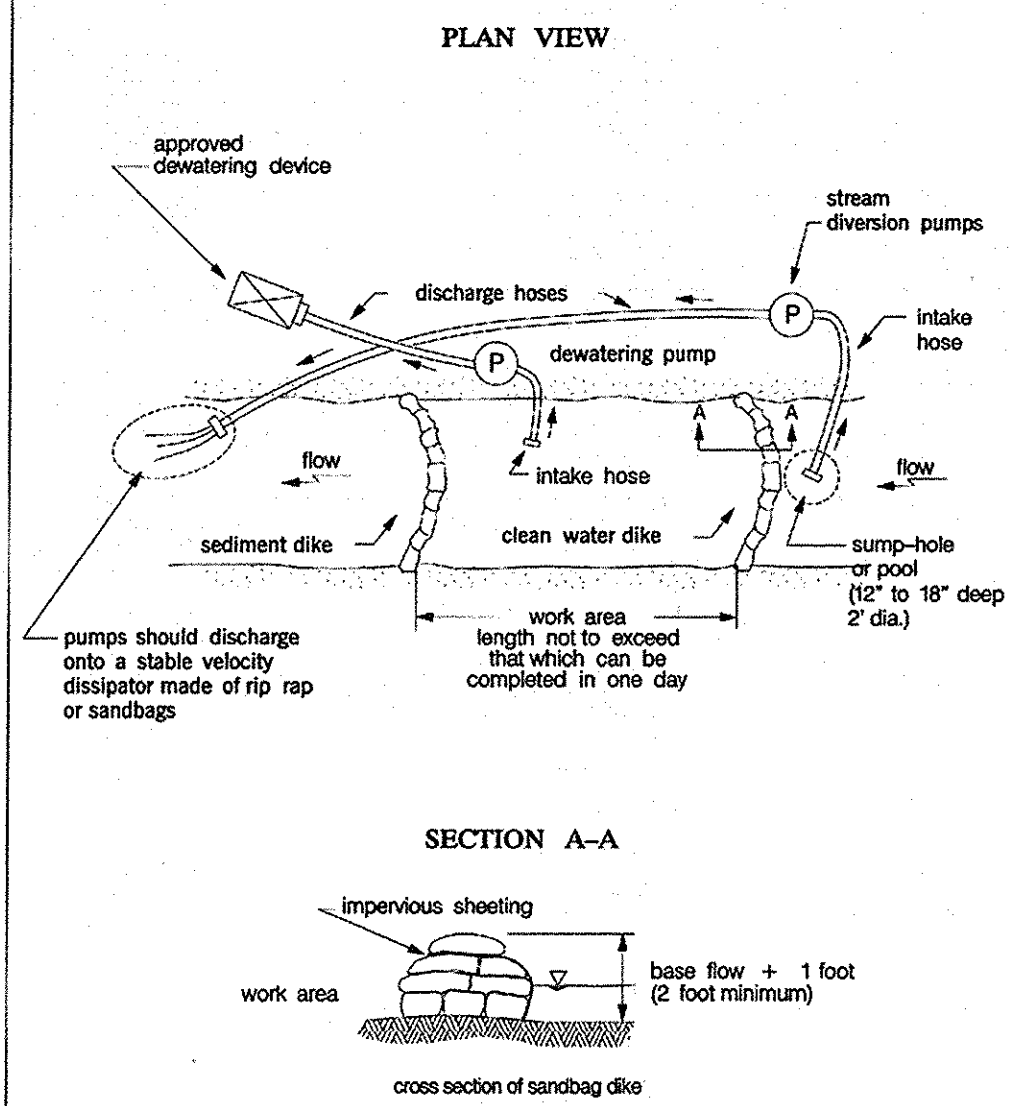 PLAN VIEW
approved
dewatering device
stream
diversion pumps
discharge hoses
P
intake
hose
dewatering pump
P
A A
flow
intake hose
flow
sediment dike
clean water dike
sump-hole
or pool
(12" to 18" deep
2' dia.)
work area
length not to exceed
that which can be
completed in one day
pumps should discharge
onto a stable velocity
dissipator made of rip rap
or sandbags
SECTION A-A
impervious sheeting
work area
base flow + 1 foot
(2 foot minimum)
cross section of sandbag dike